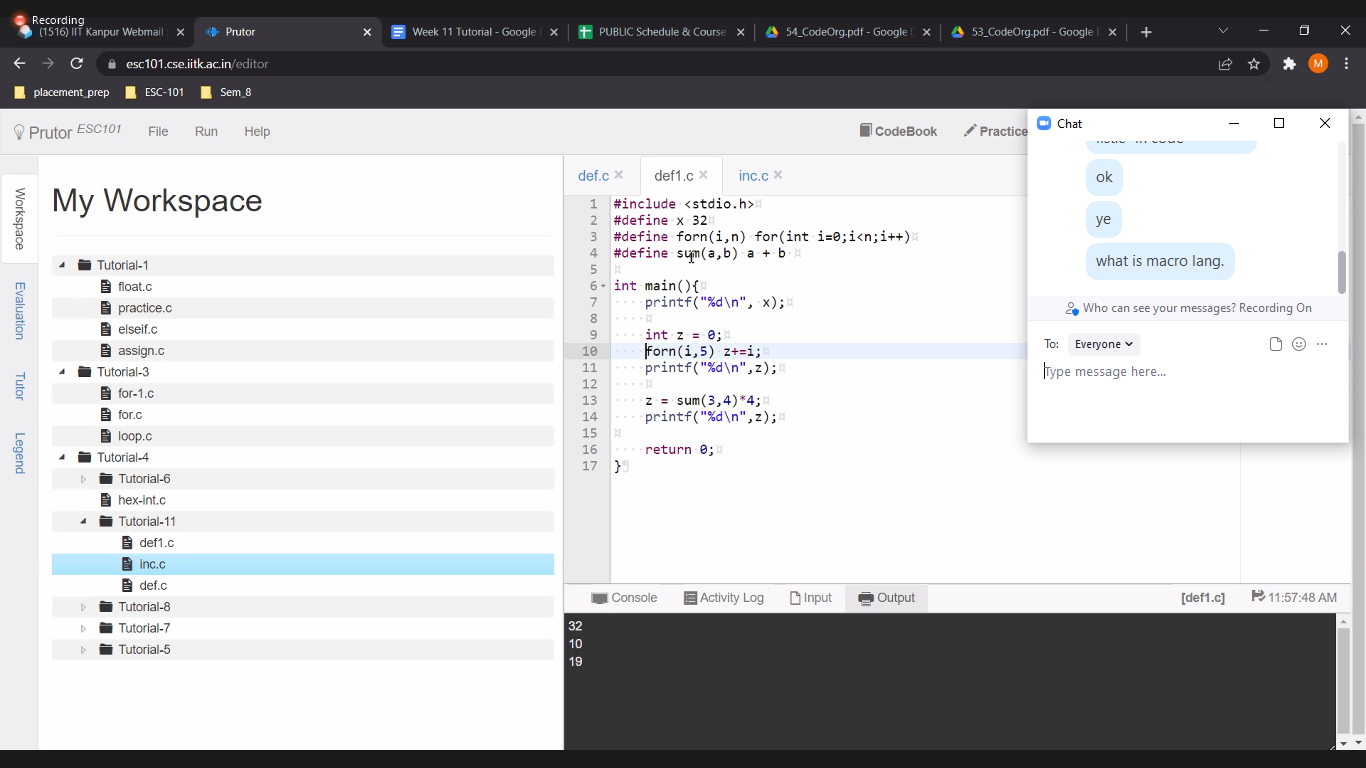 Recording
(1516) IIT Kanpur Webmail
Prutor
Week 11 Tutorial - Google
PUBLIC Schedule & Course
54_CodeOrg.pdf - Google
53_CodeOrg.pdf - Google
esc101.cse.iitk.ac.in/editor
M
placement_prep
ESC-101
Sem_8
Prutor ESC101
File
Run
Help
CodeBook
Practice
Chat
Workspace
Evaluation
Tutor
Legend
My Workspace
Tutorial-1
float.c
practice.c
elseif.c
assign.c
Tutorial-3
for-1.c
for.c
loop.c
Tutorial-4
Tutorial-6
hex-int.c
Tutorial-11
def1.c
inc.c
def.c
Tutorial-8
Tutorial-7
Tutorial-5
def.c
def1.c
inc.c
1 #include <stdio.h>
2 #define x 32
3 #define forn(i,n) for(int i=0;i<n;i++)
4 #define sum(a,b) a + b
5
6 int main(){
7 printf("%d\n", x);
8
9 int z = 0;
10 forn(i,5) z+=i;
11 printf("%d\n",z);
12
13 z = sum(3,4)*4;
14 printf("%d\n",z);
15
16 return 0;
17 }
ok
ye
what is macro lang.
Who can see your messages? Recording On
To: Everyone
Type message here...
Console
Activity Log
Input
Output
[def1.c]
11:57:48 AM
32
10
19